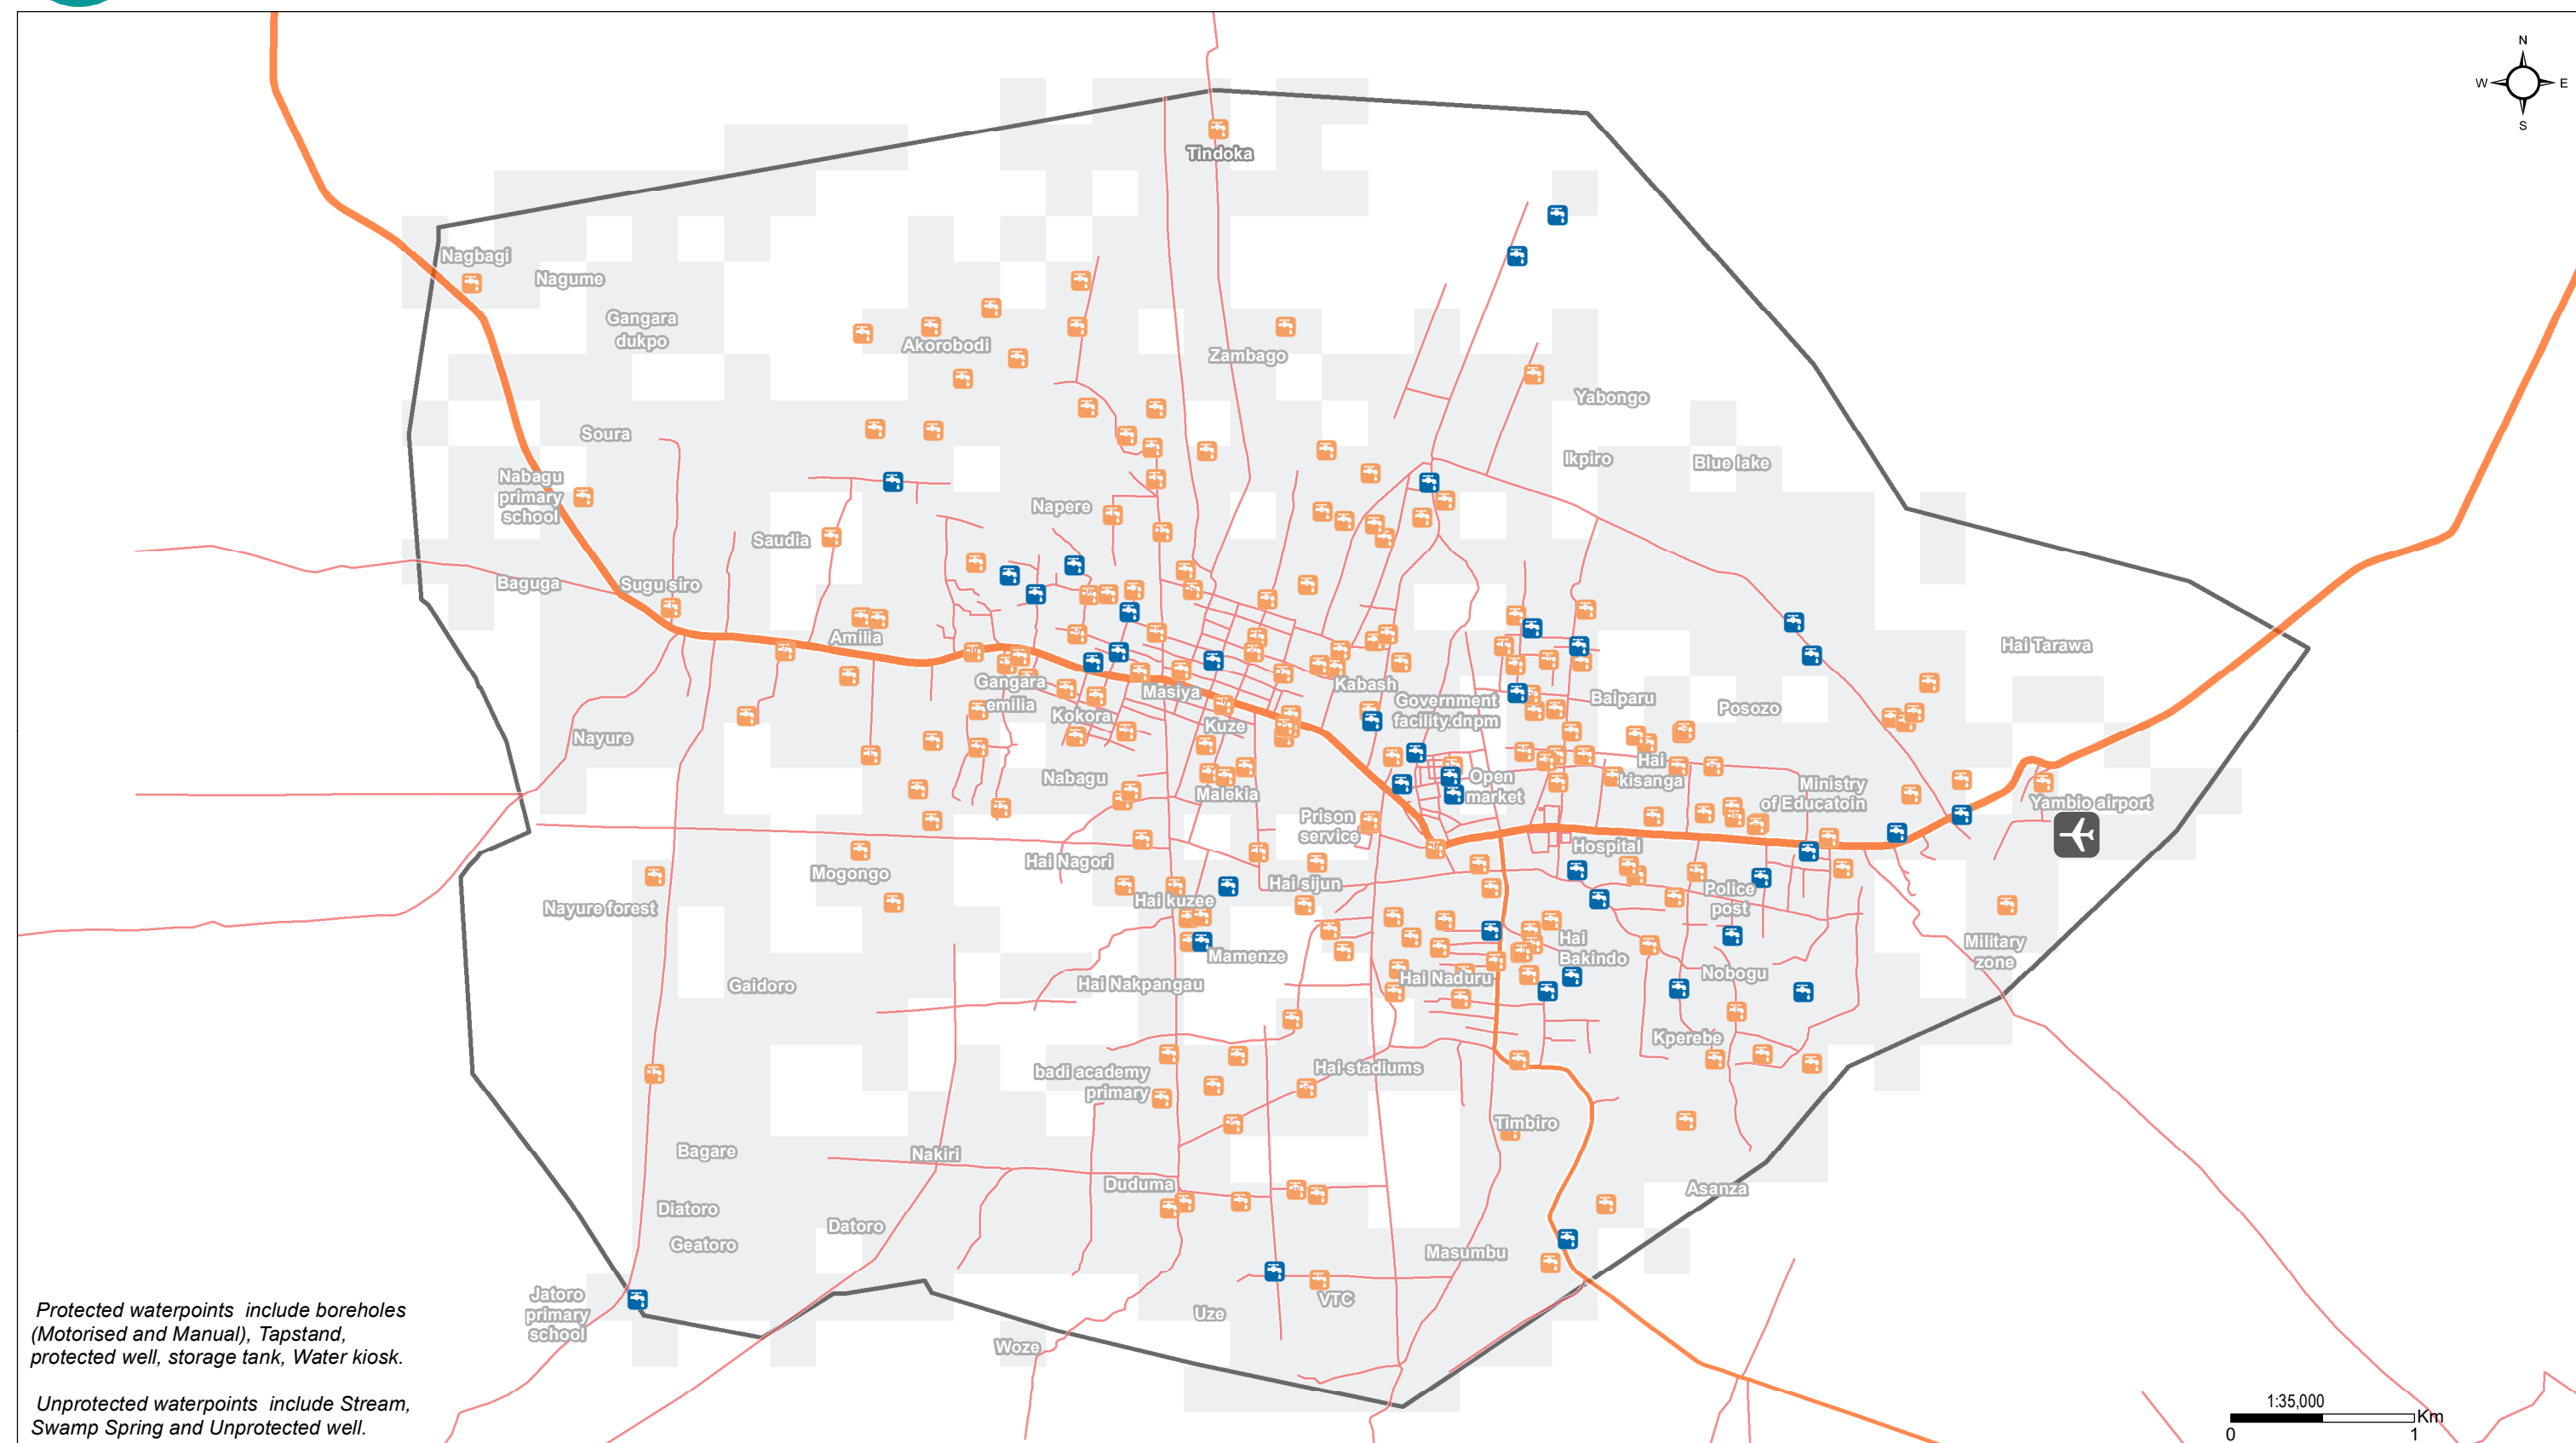 N
W
E
S
Tindoka
Nagbagi
Nagume
Gangara
dukpo
Akorobodi
Zambago
Yabongo
Soura
Ikpiro
Blue lake
Nabagu
primary
school
Napere
Saudia
Baguga
Sugu siro
Amilia
Hai Tarawa
Gangara
emilia
Masiya
Kabash
Government
facility.dnpm
Baiparu
Posozo
Kokora
Kuze
Nayure
Nabagu
Malekia
Open
market
Hai
kisanga
Ministry
of Educatoin
Yambio airport
Prison
service
Hospital
Hai Nagori
Mogongo
Hai sijun
Hai kuzee
Police
post
Nayure forest
Hai
Bakindo
Military
zone
Mamenze
Hai Naduru
Nobogu
Gaidoro
Hai Nakpangau
Kperebe
badi academy
primary
Hai stadiums
Timbiro
Bagare
Nakiri
Duduma
Asanza
Diatoro
Datoro
Geatoro
Masumbu
Jatoro
primary
school
VTC
Uze
Woze
Protected waterpoints include boreholes
(Motorised and Manual), Tapstand,
protected well, storage tank, Water kiosk.
Unprotected waterpoints include Stream,
Swamp Spring and Unprotected well.
1:35,000
Km
0 1